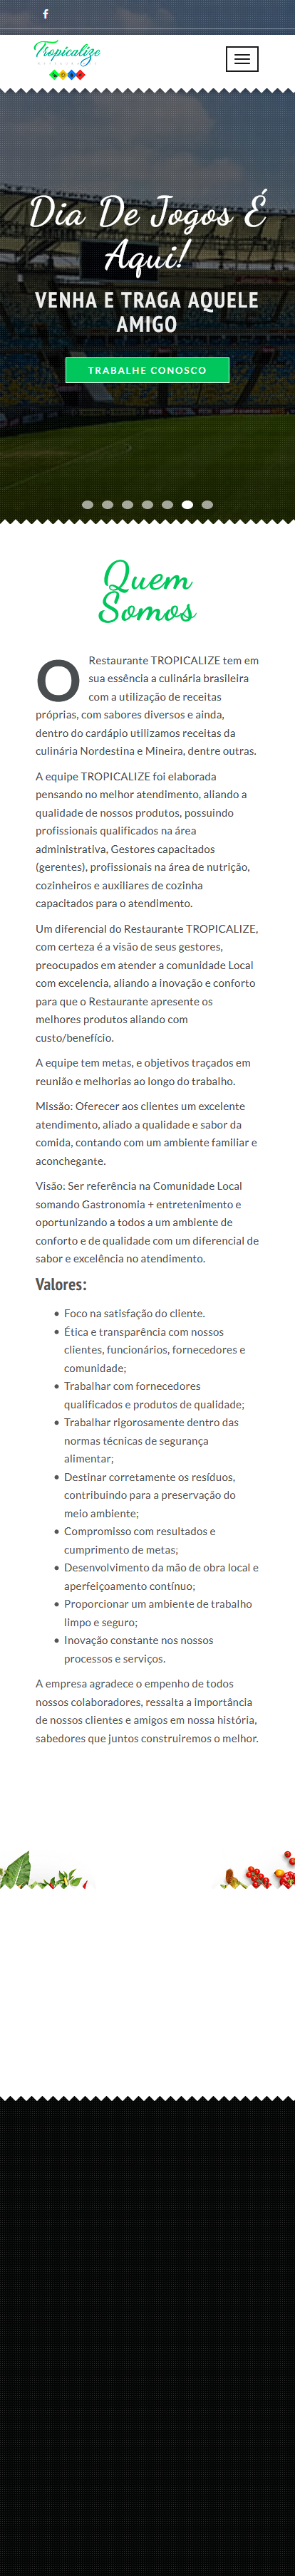 Tropicalize
Dia De Jogos É
Aqui!
VENHA E TRAGA AQUELE
AMIGO
TRABALHE CONOSCO
Quem
Somos
O Restaurante TROPICALIZE tem em
sua essência a culinária brasileira
com a utilização de receitas
próprias, com sabores diversos e ainda,
dentro do cardápio utilizamos receitas da
culinária Nordestina e Mineira, dentre outras.
A equipe TROPICALIZE foi elaborada
pensando no melhor atendimento, aliando a
qualidade de nossos produtos, possuindo
profissionais qualificados na área
administrativa, Gestores capacitados
(gerentes), profissionais na área de nutrição,
cozinheiros e auxiliares de cozinha
capacitados para o atendimento.
Um diferencial do Restaurante TROPICALIZE,
com certeza é a visão de seus gestores,
preocupados em atender a comunidade Local
com excelencia, aliando a inovação e conforto
para que o Restaurante apresente os
melhores produtos aliando com
custo/benefício.
A equipe tem metas, e objetivos traçados em
reunião e melhorias ao longo do trabalho.
Missão: Oferecer aos clientes um excelente
atendimento, aliado a qualidade e sabor da
comida, contando com um ambiente familiar e
aconchegante.
Visão: Ser referência na Comunidade Local
somando Gastronomia + entretenimento e
oportunizando a todos a um ambiente de
conforto e de qualidade com um diferencial de
sabor e excelência no atendimento.
Valores:
• Foco na satisfação do cliente.
• Ética e transparência com nossos
clientes, funcionários, fornecedores e
comunidade;
• Trabalhar com fornecedores
qualificados e produtos de qualidade;
• Trabalhar rigorosamente dentro das
normas técnicas de segurança
alimentar;
• Destinar corretamente os resíduos,
contribuindo para a preservação do
meio ambiente;
• Compromisso com resultados e
cumprimento de metas;
• Desenvolvimento da mão de obra local e
aperfeiçoamento contínuo;
• Proporcionar um ambiente de trabalho
limpo e seguro;
• Inovação constante nos nossos
processos e serviços.
A empresa agradece o empenho de todos
nossos colaboradores, ressalta a importância
de nossos clientes e amigos em nossa história,
sabedores que juntos construiremos o melhor.